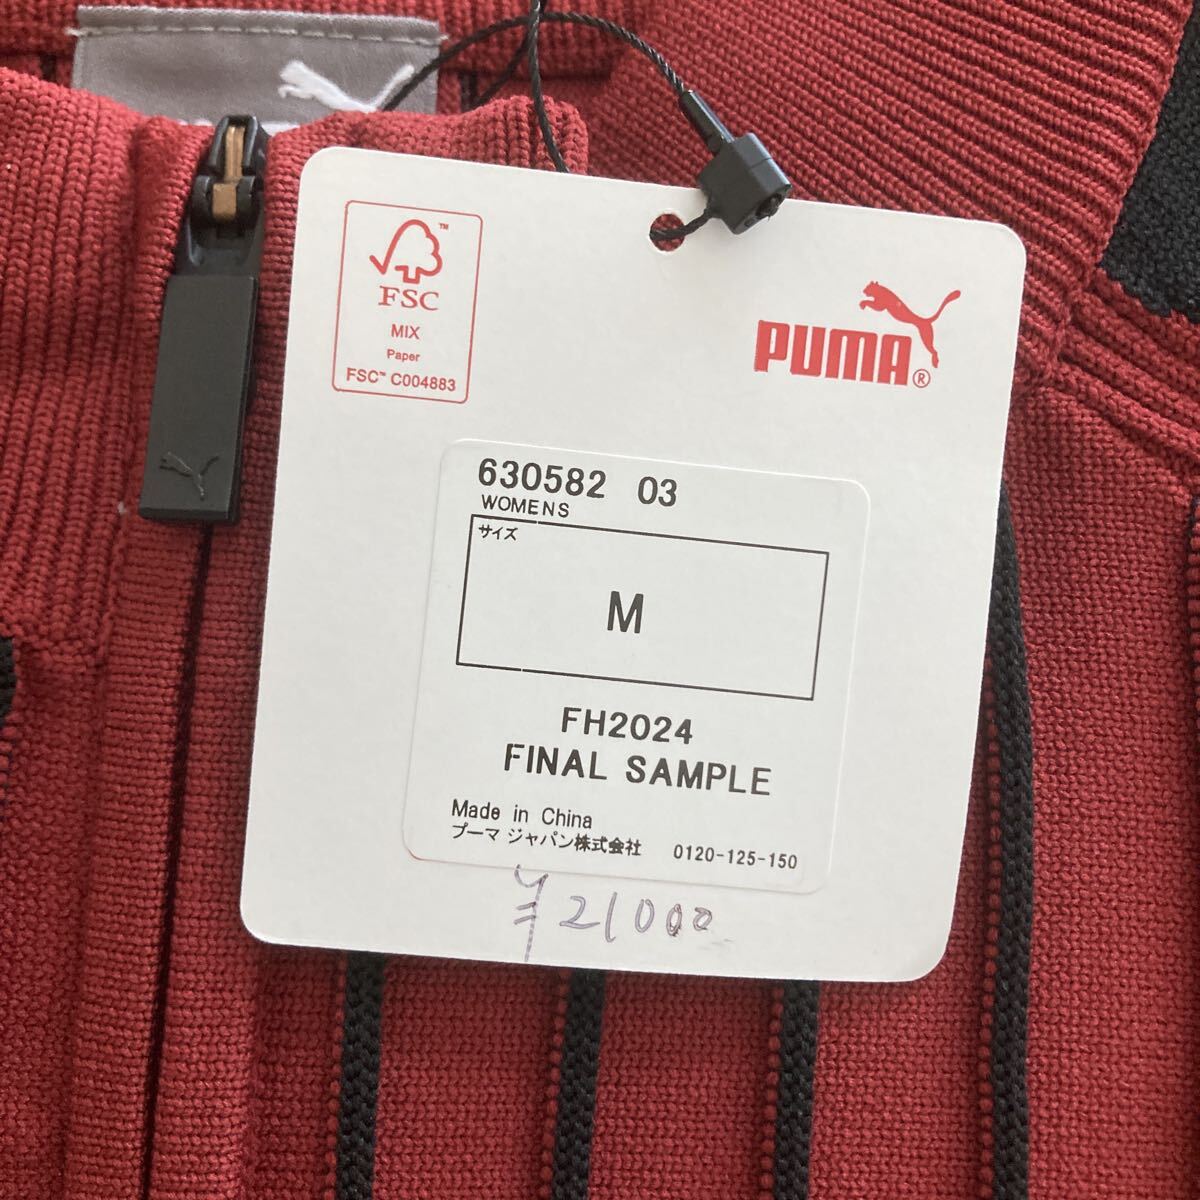 FSC™
MIX
Paper
FSC™ C004883
PUMA®
630582 03
WOMENS
サイズ
M
FH2024
FINAL SAMPLE
Made in China
プーマ ジャパン株式会社 0120-125-150
¥21000